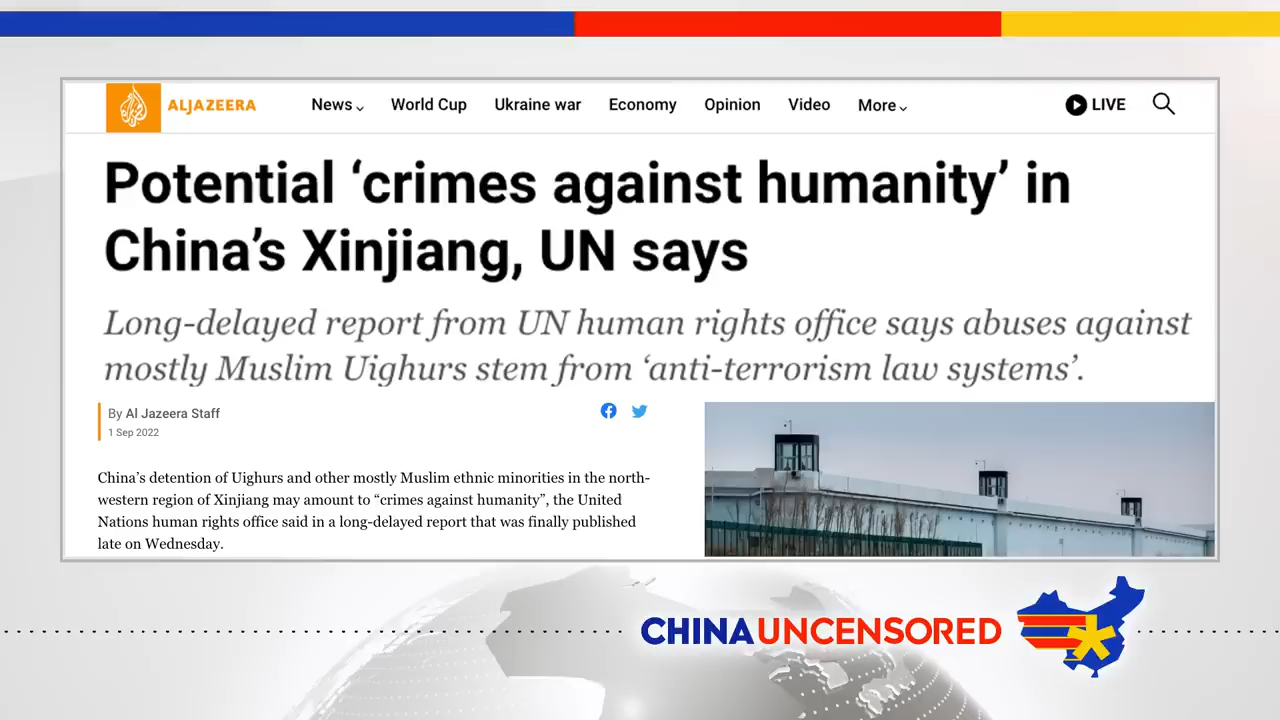 ALJAZEERA
News World Cup Ukraine war Economy Opinion Video More LIVE
Potential ‘crimes against humanity’ in
China’s Xinjiang, UN says
Long-delayed report from UN human rights office says abuses against
mostly Muslim Uighurs stem from ‘anti-terrorism law systems’.
By Al Jazeera Staff
1 Sep 2022
China’s detention of Uighurs and other mostly Muslim ethnic minorities in the north-
western region of Xinjiang may amount to “crimes against humanity”, the United
Nations human rights office said in a long-delayed report that was finally published
late on Wednesday.
CHINA UNCENSORED